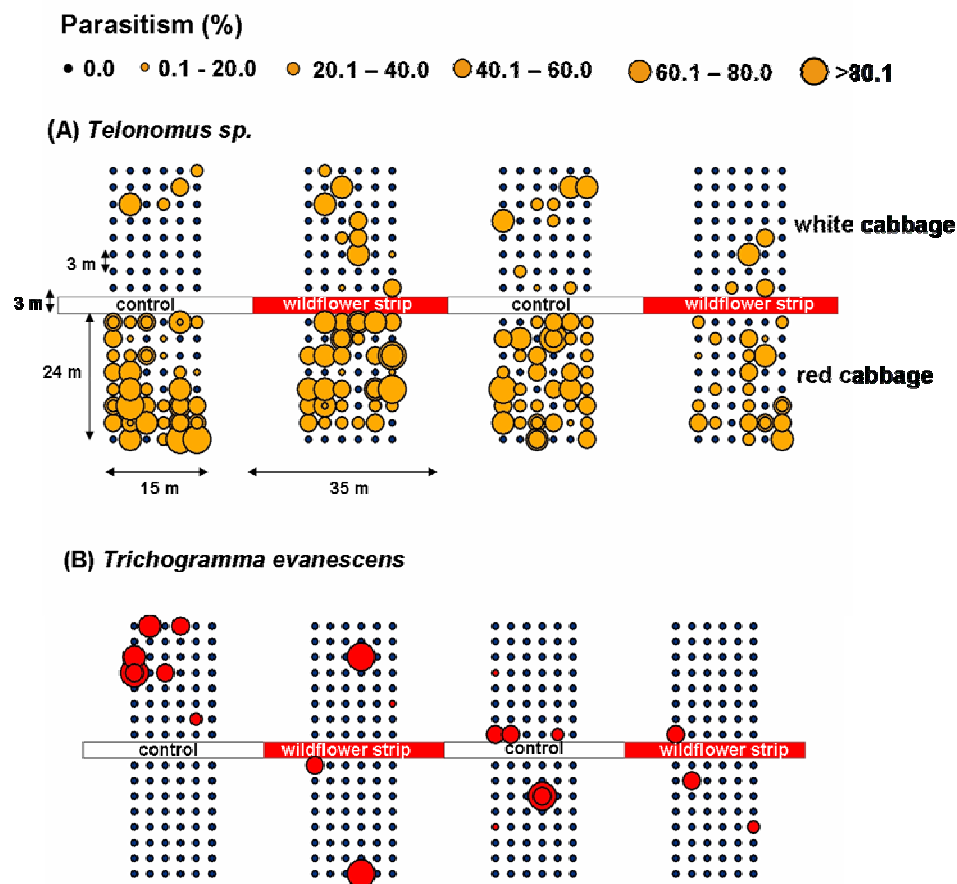 Parasitism (%)
0.0 0.1 - 20.0 20.1 – 40.0 40.1 – 60.0 60.1 – 80.0 >80.1
(A) Telonomus sp.
white cabbage
3 m
3 m
control wildflower strip control wildflower strip
24 m
red cabbage
15 m 35 m
(B) Trichogramma evanescens
control wildflower strip control wildflower strip